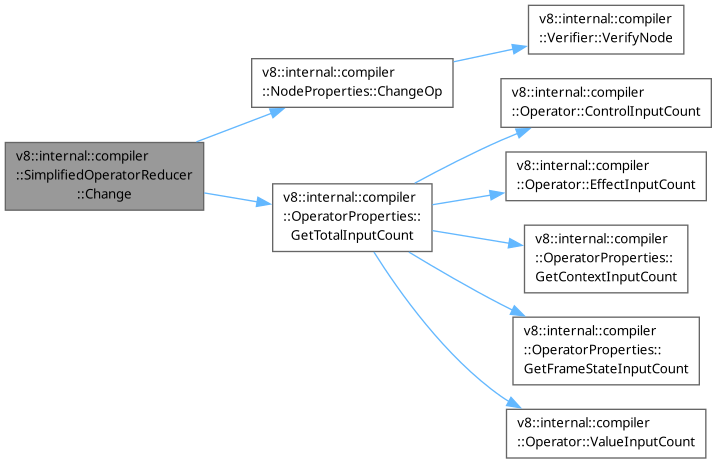 v8::internal::compiler
::SimplifiedOperatorReducer
::Change
v8::internal::compiler
::NodeProperties::ChangeOp
v8::internal::compiler
::Verifier::VerifyNode
v8::internal::compiler
::OperatorProperties::
GetTotalInputCount
v8::internal::compiler
::Operator::ControlInputCount
v8::internal::compiler
::Operator::EffectInputCount
v8::internal::compiler
::OperatorProperties::
GetContextInputCount
v8::internal::compiler
::OperatorProperties::
GetFrameStateInputCount
v8::internal::compiler
::Operator::ValueInputCount